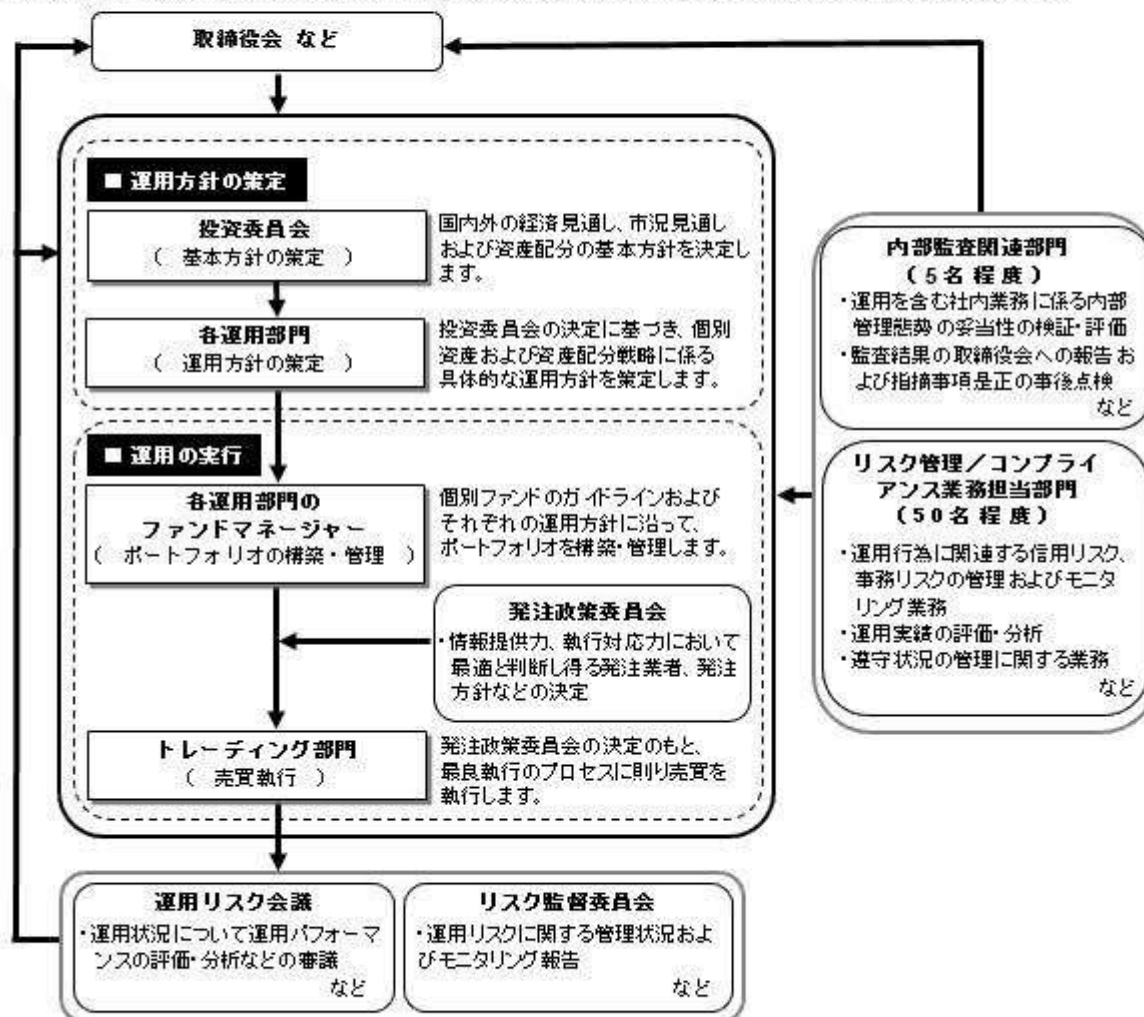 取締役会 など
■ 運用方針の策定
投資委員会
( 基本方針の策定 )
国内外の経済見通し、市況見通し
および資産配分の基本方針を決定し
ます。
各運用部門
( 運用方針の策定 )
投資委員会の決定に基づき、個別
資産および資産配分戦略に係る
具体的な運用方針を策定します。
■ 運用の実行
各運用部門の
ファンドマネージャー
( ポートフォリオの構築・管理 )
個別ファンドのガイドラインおよび
それぞれの運用方針に沿って、
ポートフォリオを構築・管理します。
発注政策委員会
・情報提供力、執行対応力において
最適と判断し得る発注業者、発注
方針などの決定
トレーディング部門
( 売買執行 )
発注政策委員会の決定のもと、
最良執行のプロセスに則り売買を
執行します。
運用リスク会議
・運用状況について運用パフォーマ
ンスの評価・分析などの審議
など
リスク監督委員会
・運用リスクに関する管理状況およ
びモニタリング報告
など
内部監査関連部門
(5名程度)
・運用を含む社内業務に係る内部
管理態勢の妥当性の検証・評価
・監査結果の取締役会への報告お
よび指摘事項是正の事後点検
など
リスク管理/コンプライ
アンス業務担当部門
(50名程度)
・運用行為に関連する信用リスク、
事務リスクの管理およびモニタ
リング業務
・運用実績の評価・分析
・遵守状況の管理に関する業務
など